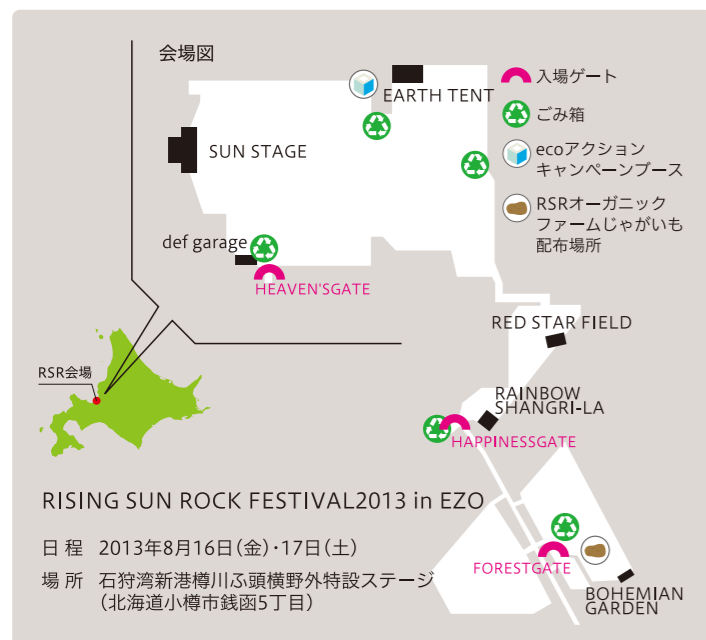 会場図
EARTH TENT
SUN STAGE
def garage
HEAVEN'SGATE
入場ゲート
ごみ箱
ecoアクション
キャンペーンブース
RSRオーガニック
ファームじゃがいも
配布場所
RED STAR FIELD
RSR会場
RAINBOW
SHANGRI-LA
HAPPINESSGATE
FORESTGATE
BOHEMIAN
GARDEN
RISING SUN ROCK FESTIVAL2013 in EZO
日 程 2013年8月16日(金)・17日(土)
場 所 石狩湾新港樽川ふ頭横野外特設ステージ
(北海道小樽市銭函5丁目)